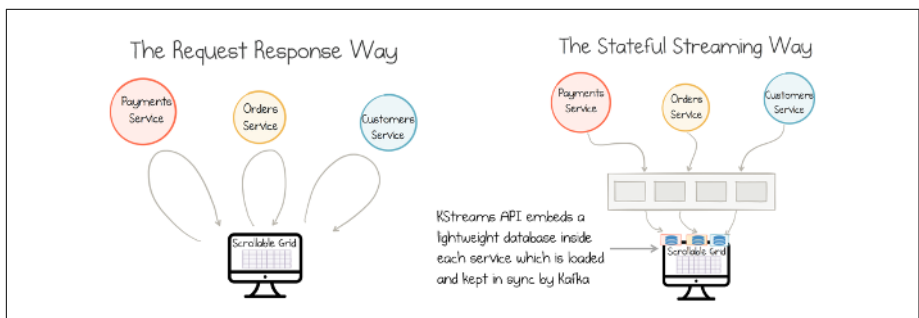 The Request Response Way
Payments
Service
Orders
Service
Customers
Service
Scrollable Grid
The Stateful Streaming Way
Payments
Service
Orders
Service
Customers
Service
KStreams API embeds a
lightweight database inside
each service which is loaded
and kept in sync by Kafka
Scrollable Grid